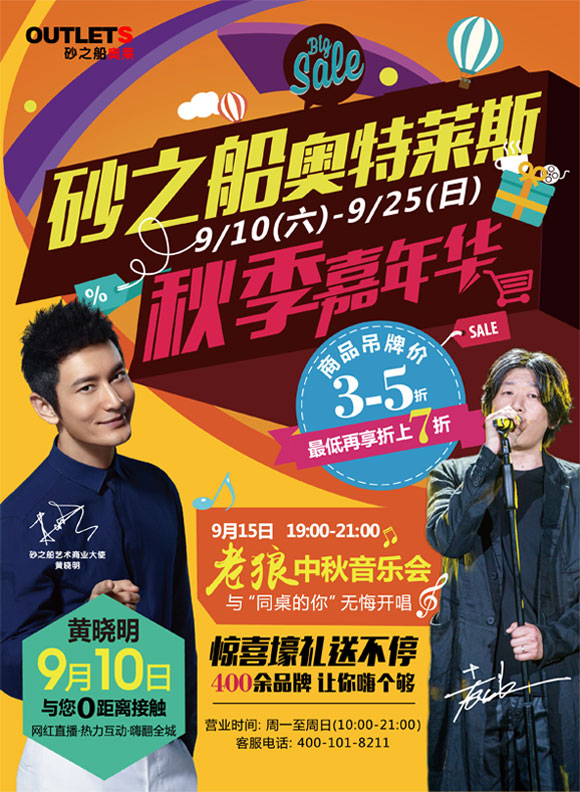 OUTLETS
砂之船奥莱
Big
Sale
砂之船奥特莱斯
9/10(六)-9/25(日)
秋季嘉年华
%
SALE
商品吊牌价
3-5折
最低再享折上7折
砂之船艺术商业大使
黄晓明
9月15日 19:00-21:00
老狼中秋音乐会
与“同桌的你”无悔开唱
黄晓明
9月10日
与您0距离接触
网红直播·热力互动·嗨翻全城
惊喜壕礼送不停
400余品牌 让你嗨个够
营业时间: 周一至周日(10:00-21:00)
客服电话: 400-101-8211